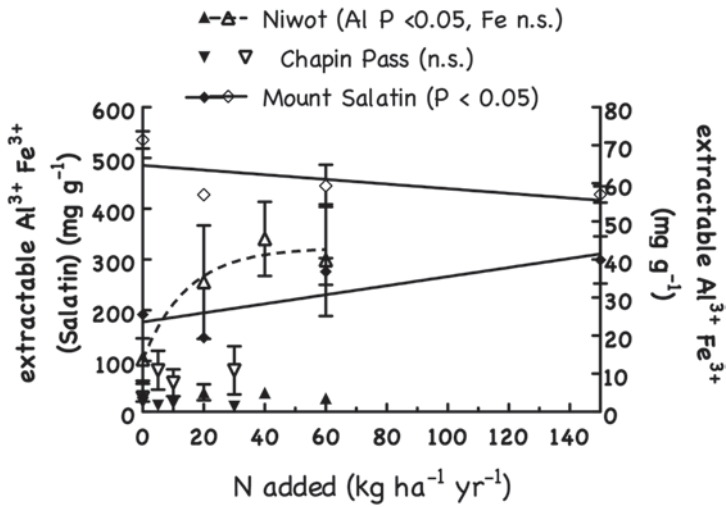 Niwot (Al P <0.05, Fe n.s.)
Chapin Pass (n.s.)
Mount Salatin (P < 0.05)
extractable Al³⁺ Fe³⁺
(Salatin) (mg g⁻¹)
600
500
400
300
200
100
0
80
70
60
50
40
30
20
10
0
extractable Al³⁺ Fe³⁺
(mg g⁻¹)
0 20 40 60 80 100 120 140
N added (kg ha⁻¹ yr⁻¹)